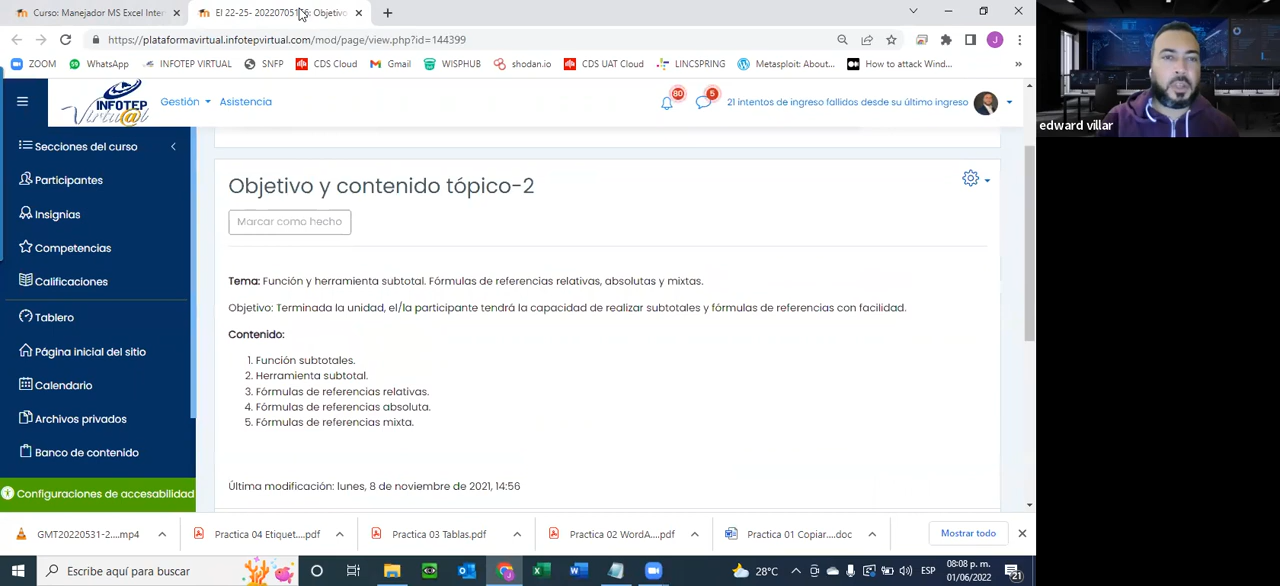 Curso: Manejador MS Excel Inter
EI 22-25- 20220705116: Objetivo
https://plataformavirtual.infotepvirtual.com/mod/page/view.php?id=144399
ZOOM WhatsApp INFOTEP VIRTUAL SNFP CDS Cloud Gmail WISPHUB shodan.io CDS UAT Cloud LINCSPRING Metasploit: About... How to attack Wind... »
INFOTEP
Virtu@l
Gestión Asistencia 80 5 21 intentos de ingreso fallidos desde su último ingreso
edward villar
Secciones del curso
Participantes
Insignias
Competencias
Calificaciones
Tablero
Página inicial del sitio
Calendario
Archivos privados
Banco de contenido
Configuraciones de accesabilidad
Objetivo y contenido tópico-2
Marcar como hecho
Tema: Función y herramienta subtotal. Fórmulas de referencias relativas, absolutas y mixtas.
Objetivo: Terminada la unidad, el/la participante tendrá la capacidad de realizar subtotales y fórmulas de referencias con facilidad.
Contenido:
1. Función subtotales.
2. Herramienta subtotal.
3. Fórmulas de referencias relativas.
4. Fórmulas de referencias absoluta.
5. Fórmulas de referencias mixta.
Última modificación: lunes, 8 de noviembre de 2021, 14:56
GMT20220531-2....mp4 Practica 04 Etiquet....pdf Practica 03 Tablas.pdf Practica 02 WordA....pdf Practica 01 Copiar....doc Mostrar todo
Escribe aquí para buscar 28°C ESP 08:08 p. m.
01/06/2022 21